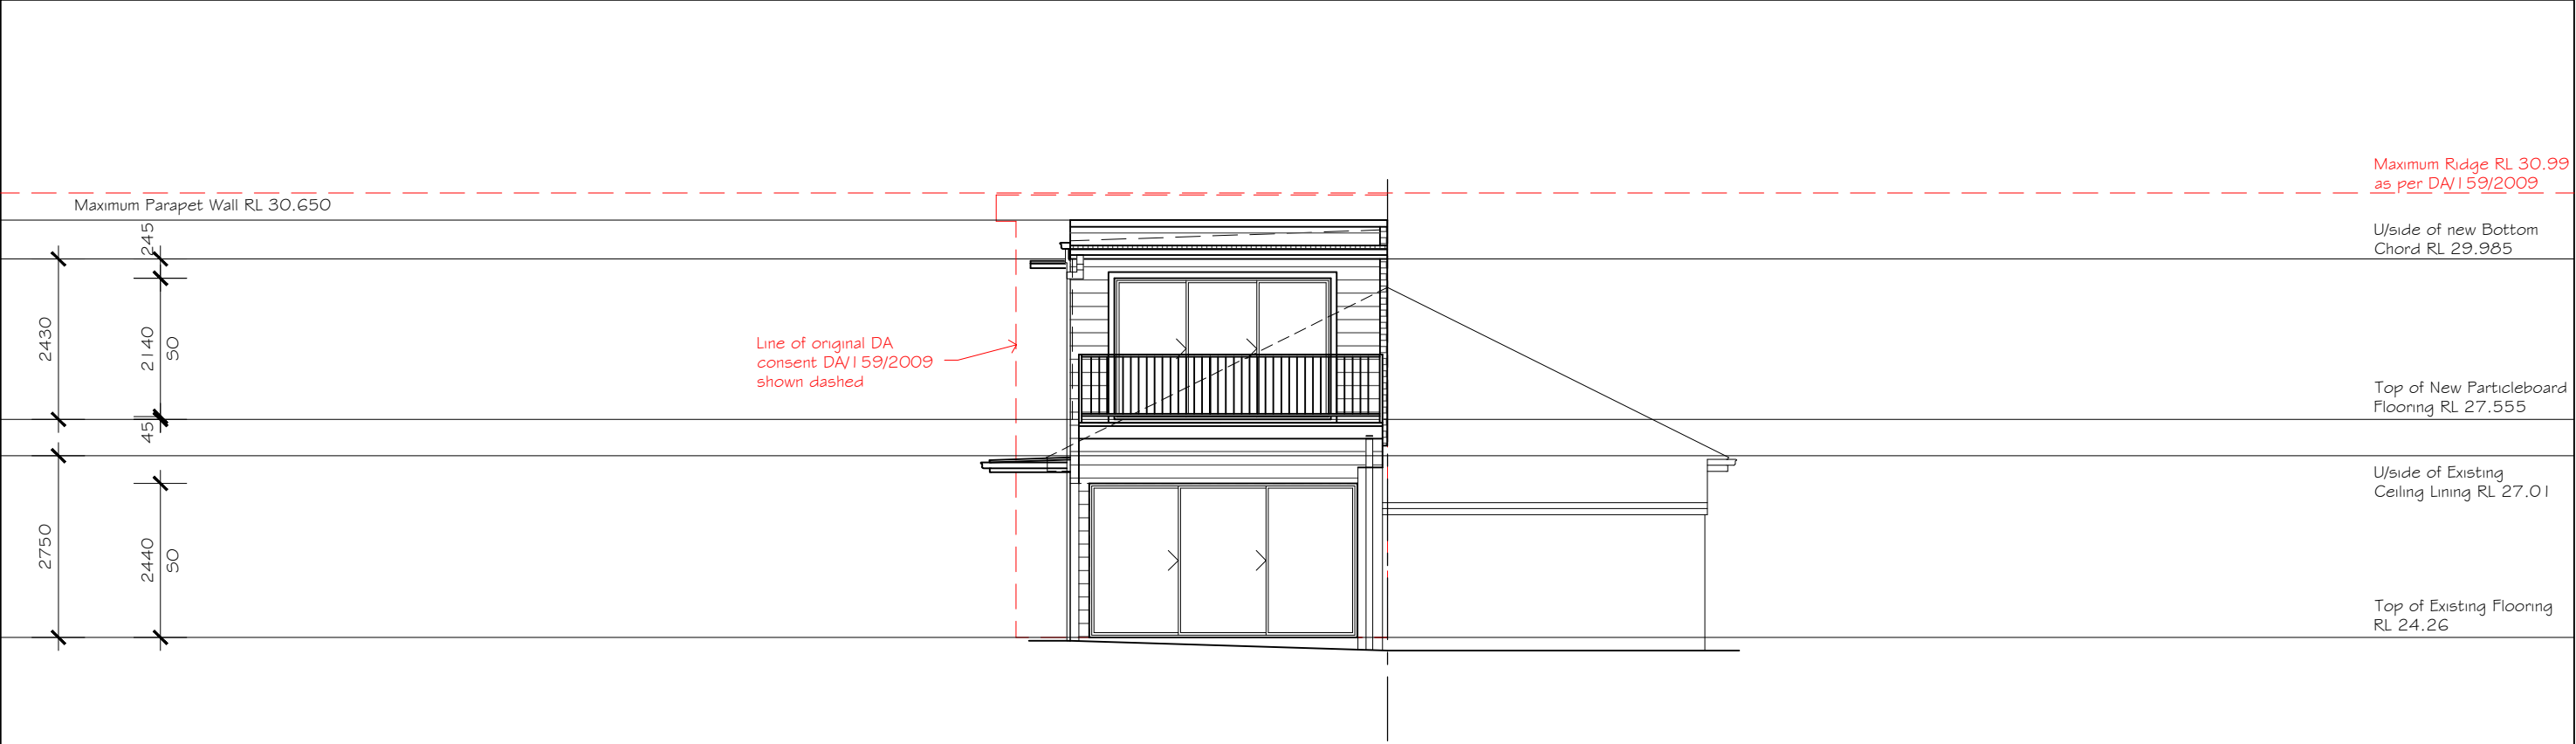 Maximum Ridge RL 30.99
as per DA/159/2009
Maximum Parapet Wall RL 30.650
U/side of new Bottom
Chord RL 29.985
245
2430
2140
SO
45
Line of original DA
consent DA/159/2009
shown dashed
Top of New Particleboard
Flooring RL 27.555
U/side of Existing
Ceiling Lining RL 27.01
2750
2440
SO
Top of Existing Flooring
RL 24.26